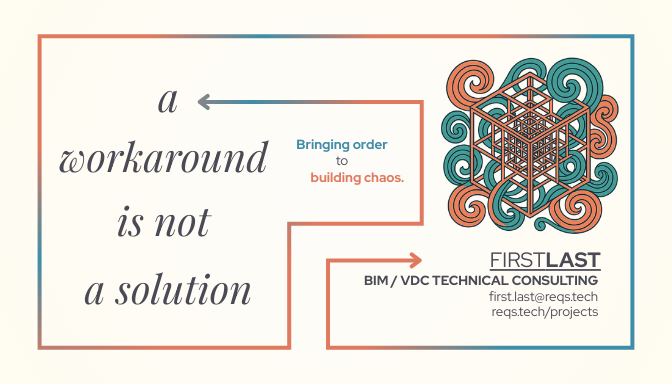 a
workaround
is not
a solution
Bringing order
to
building chaos.
FIRSTLAST
BIM / VDC TECHNICAL CONSULTING
first.last@reqs.tech
reqs.tech/projects